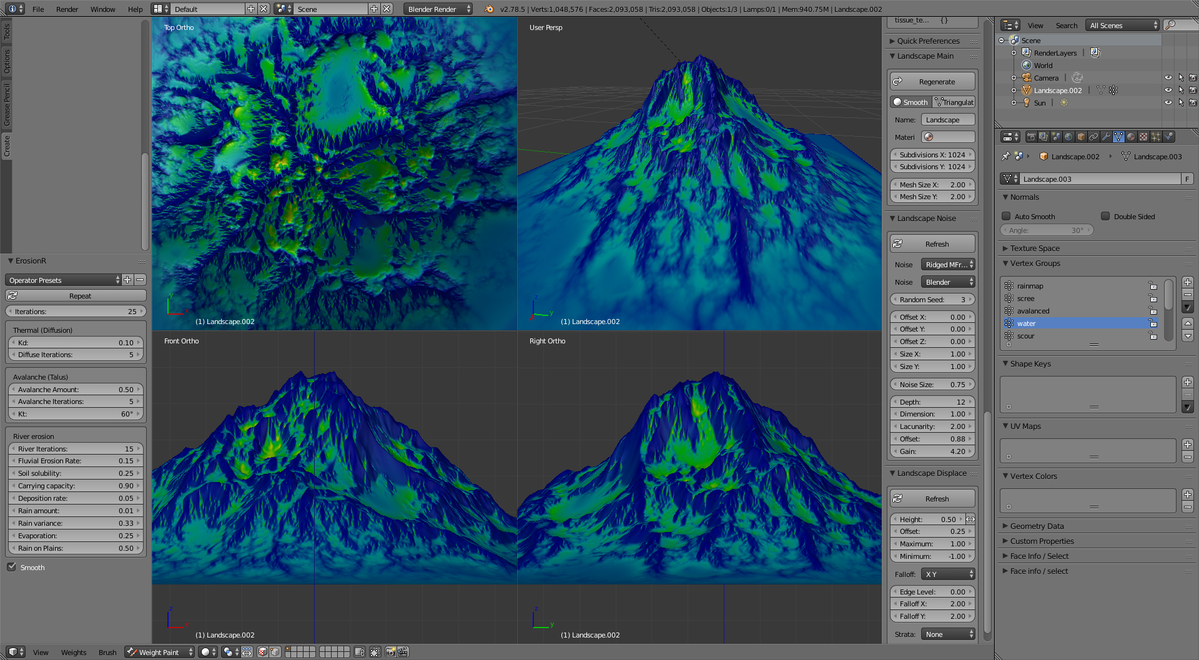 File Render Window Help Default Scene Blender Render v2.78.5 | Verts:1,048,576 | Faces:2,093,058 | Tris:2,093,058 | Objects:1/3 | Lamps:0/1 | Mem:940.75M | Landscape.002
Tools
Options
Grease Pencil
Create
ErosionR
Operator Presets
Repeat
Iterations: 25
Thermal (Diffusion)
Kd: 0.10
Diffuse Iterations: 5
Avalanche (Talus)
Avalanche Amount: 0.50
Avalanche Iterations: 5
Kt: 60°
River erosion
River Iterations: 15
Fluvial Erosion Rate: 0.15
Soil solubility: 0.25
Carrying capacity: 0.90
Deposition rate: 0.05
Rain amount: 0.01
Rain variance: 0.33
Evaporation: 0.25
Rain on Plains: 0.50
Smooth
Top Ortho
(1) Landscape.002
User Persp
(1) Landscape.002
Front Ortho
(1) Landscape.002
Right Ortho
(1) Landscape.002
tissue_te...
Quick Preferences
Landscape Main
Regenerate
Smooth Triangulat
Name: Landscape
Materi
Subdivisions X: 1024
Subdivisions Y: 1024
Mesh Size X: 2.00
Mesh Size Y: 2.00
Landscape Noise
Refresh
Noise Ridged MFr...
Noise Blender
Random Seed: 3
Offset X: 0.00
Offset Y: 0.00
Offset Z: 0.00
Size X: 1.00
Size Y: 1.00
Noise Size: 0.75
Depth: 12
Dimension: 1.00
Lacunarity: 2.00
Offset: 0.88
Gain: 4.20
Landscape Displace
Refresh
Height: 0.50
Offset: 0.25
Maximum: 1.00
Minimum: -1.00
Falloff: X Y
Edge Level: 0.00
Falloff X: 2.00
Falloff Y: 2.00
Strata: None
View Search All Scenes
Scene
RenderLayers
World
Camera
Landscape.002
Sun
Landscape.002 Landscape.003
Landscape.003 F
Normals
Auto Smooth Double Sided
Angle: 30°
Texture Space
Vertex Groups
rainmap
scree
avalanced
water
scour
Shape Keys
UV Maps
Vertex Colors
Geometry Data
Custom Properties
Face Info / Select
Face info / select
View Weights Brush Weight Paint